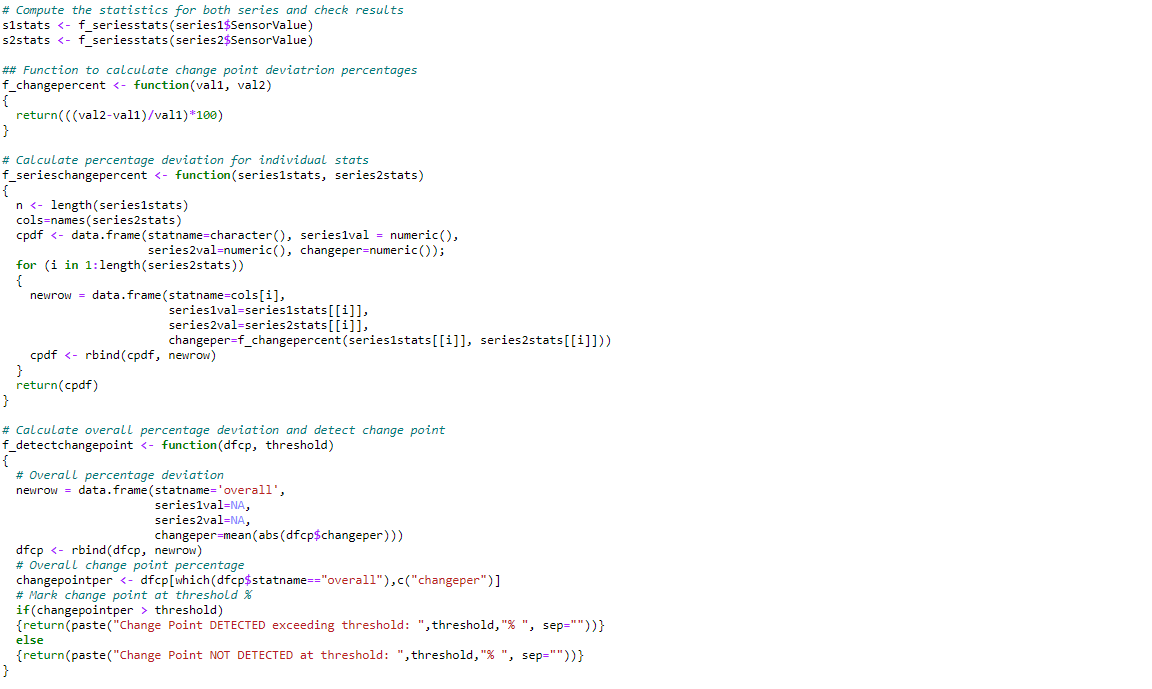 # Compute the statistics for both series and check results
s1stats <- f_seriesstats(series1$SensorValue)
s2stats <- f_seriesstats(series2$SensorValue)
## Function to calculate change point deviatrion percentages
f_changepercent <- function(val1, val2)
{
  return(((val2-val1)/val1)*100)
}
# Calculate percentage deviation for individual stats
f_serieschangepercent <- function(series1stats, series2stats)
{
  n <- length(series1stats)
  cols=names(series2stats)
  cpdf <- data.frame(statname=character(), series1val = numeric(),
                     series2val=numeric(), changeper=numeric());
  for (i in 1:length(series2stats))
  {
    newrow = data.frame(statname=cols[i],
                        series1val=series1stats[[i]],
                        series2val=series2stats[[i]],
                        changeper=f_changepercent(series1stats[[i]], series2stats[[i]]))
    cpdf <- rbind(cpdf, newrow)
  }
  return(cpdf)
}
# Calculate overall percentage deviation and detect change point
f_detectchangepoint <- function(dfcp, threshold)
{
  # Overall percentage deviation
  newrow = data.frame(statname='overall',
                      series1val=NA,
                      series2val=NA,
                      changeper=mean(abs(dfcp$changeper)))
  dfcp <- rbind(dfcp, newrow)
  # Overall change point percentage
  changepointper <- dfcp[which(dfcp$statname=="overall"),c("changeper")]
  # Mark change point at threshold %
  if(changepointper > threshold)
  {return(paste("Change Point DETECTED exceeding threshold: ",threshold,"% ", sep=""))}
  else
  {return(paste("Change Point NOT DETECTED at threshold: ",threshold,"% ", sep=""))}
}